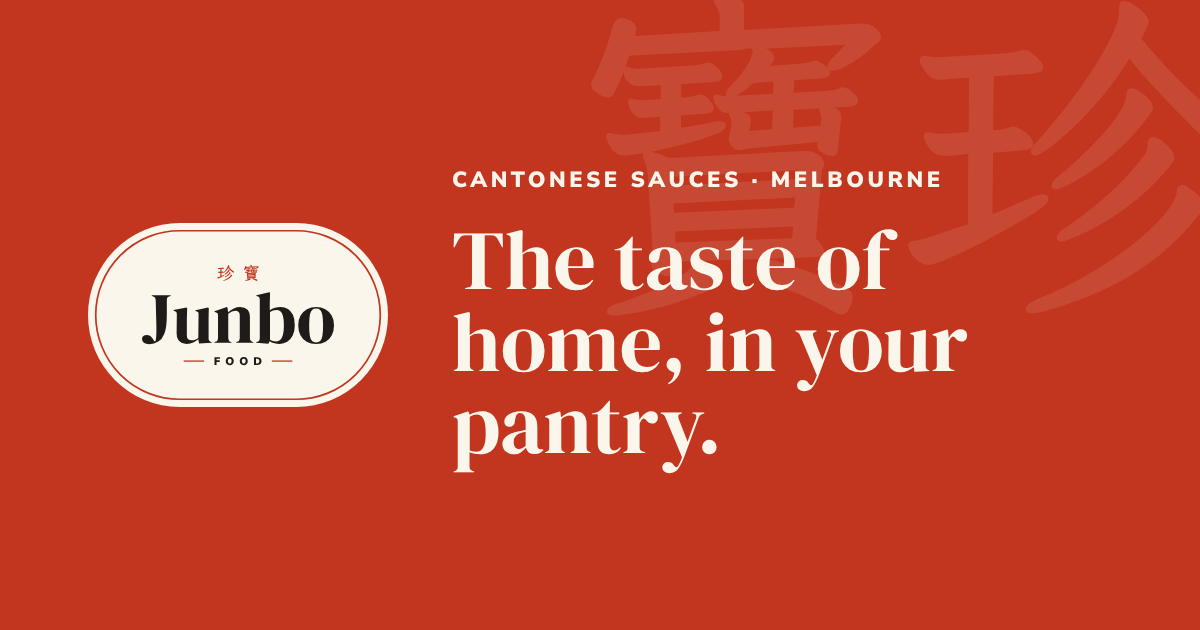 寶珍
CANTONESE SAUCES · MELBOURNE
珍寶
Junbo
FOOD
The taste of
home, in your
pantry.